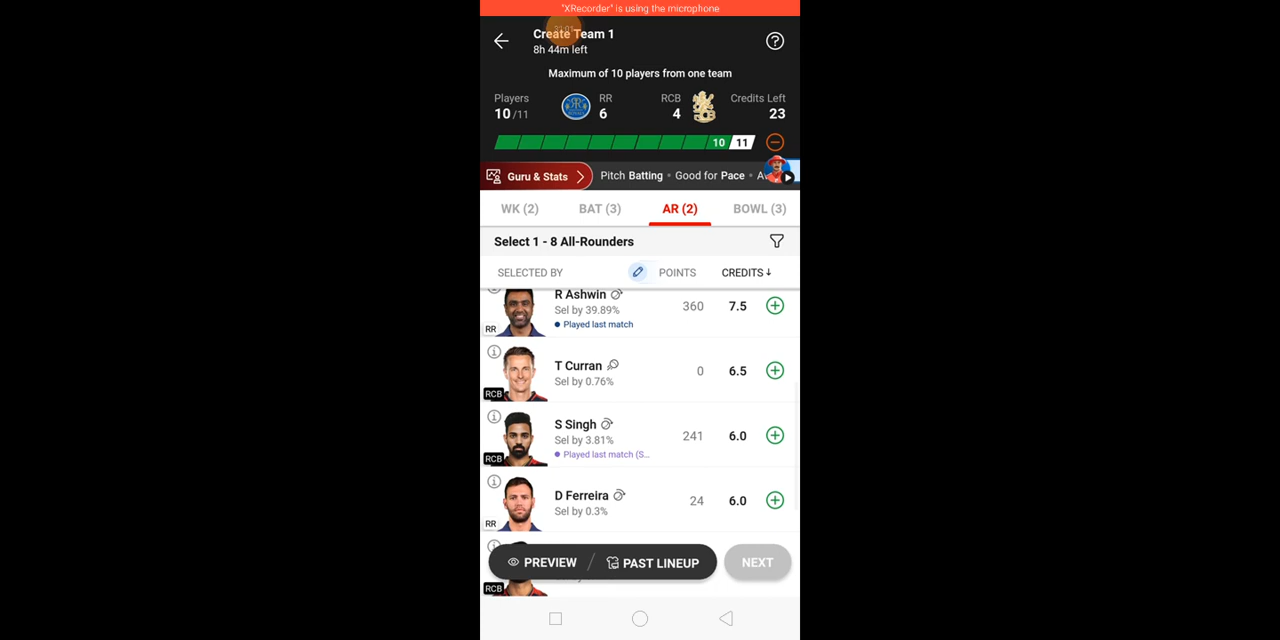 "XRecorder" is using the microphone
Create Team 1
8h 44m left
Maximum of 10 players from one team
Players RR RCB Credits Left
10/11 6 4 23
10 11
Guru & Stats Pitch Batting • Good for Pace • A
WK (2) BAT (3) AR (2) BOWL (3)
Select 1 - 8 All-Rounders
SELECTED BY POINTS CREDITS↓
R Ashwin
Sel by 39.89% 360 7.5
RR • Played last match
T Curran
Sel by 0.76% 0 6.5
RCB
S Singh
Sel by 3.81% 241 6.0
RCB • Played last match (S...
D Ferreira
Sel by 0.3% 24 6.0
RR
PREVIEW / PAST LINEUP NEXT
RCB